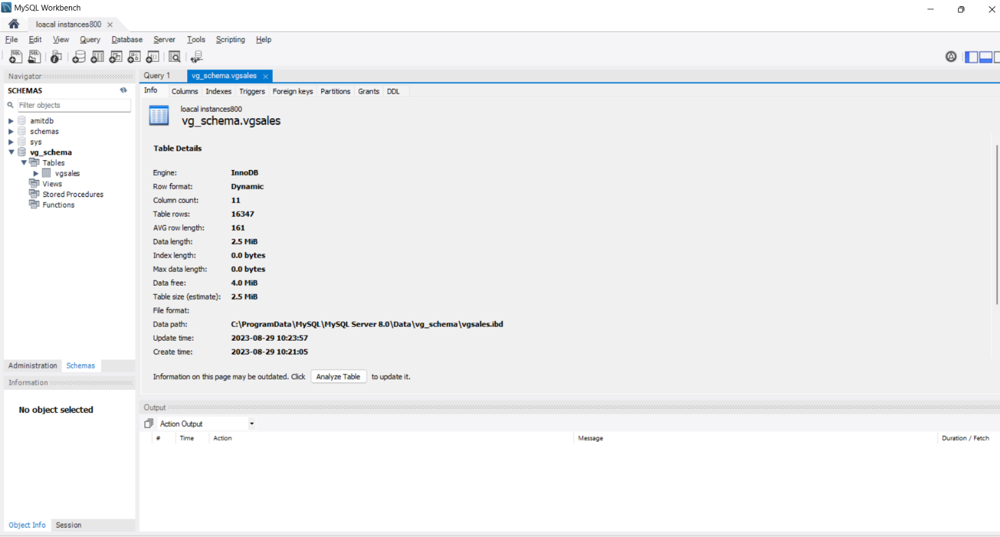 MySQL Workbench
loacal instances800
File Edit View Query Database Server Tools Scripting Help
Navigator
SCHEMAS
Filter objects
amitdb
schemas
sys
vg_schema
Tables
vgsales
Views
Stored Procedures
Functions
Administration Schemas
Information
No object selected
Object Info Session
Query 1 vg_schema.vgsales
Info Columns Indexes Triggers Foreign keys Partitions Grants DDL
loacal instances800
vg_schema.vgsales
Table Details
Engine: InnoDB
Row format: Dynamic
Column count: 11
Table rows: 16347
AVG row length: 161
Data length: 2.5 MiB
Index length: 0.0 bytes
Max data length: 0.0 bytes
Data free: 4.0 MiB
Table size (estimate): 2.5 MiB
File format:
Data path: C:\ProgramData\MySQL\MySQL Server 8.0\Data\vg_schema\vgsales.ibd
Update time: 2023-08-29 10:23:57
Create time: 2023-08-29 10:21:05
Information on this page may be outdated. Click Analyze Table to update it.
Output
Action Output
# Time Action Message Duration / Fetch